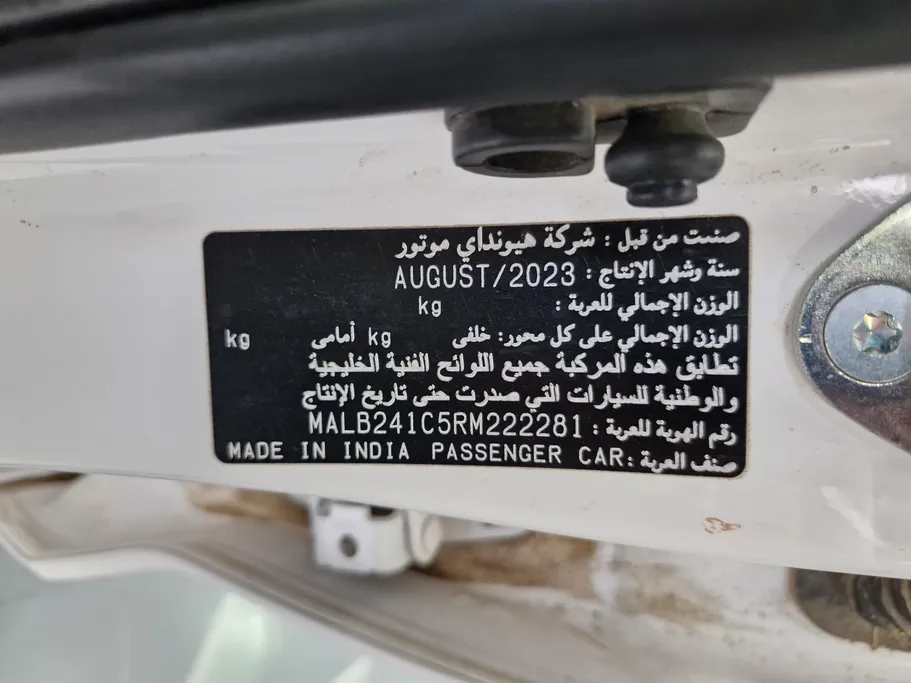 صنعت من قبل : شركة هيونداي موتور
سنة وشهر الإنتاج : AUGUST/2023
الوزن الإجمالي للعربة : kg
الوزن الإجمالي على كل محور: خلفى kg أمامى kg
تطابق هذه المركبة جميع اللوائح الفنية الخليجية
والوطنية للسيارات التي صدرت حتى تاريخ الإنتاج
رقم الهوية للعربة : MALB241C5RM222281
صنف العربة : MADE IN INDIA PASSENGER CAR